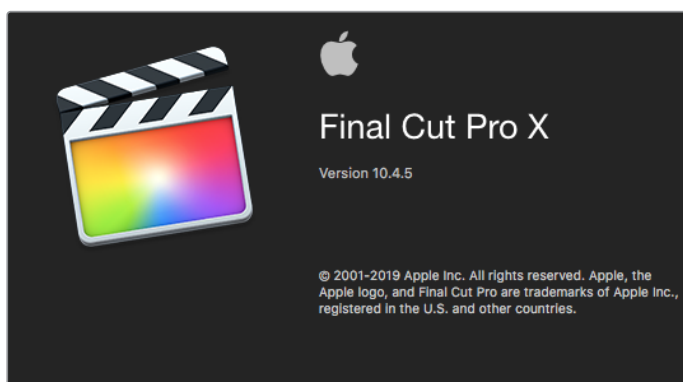 Final Cut Pro X
Version 10.4.5
© 2001-2019 Apple Inc. All rights reserved. Apple, the
Apple logo, and Final Cut Pro are trademarks of Apple Inc.,
registered in the U.S. and other countries.